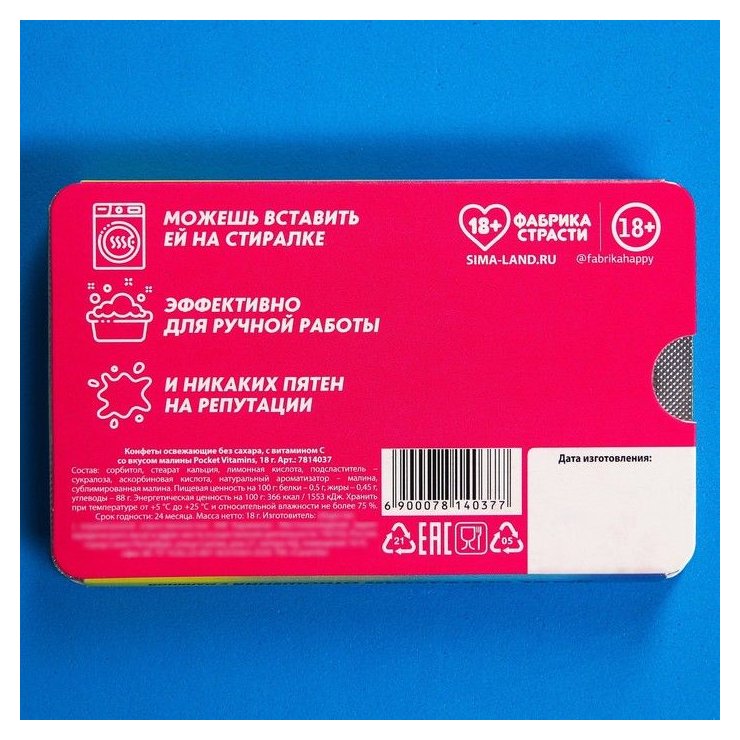 МОЖЕШЬ ВСТАВИТЬ
ЕЙ НА СТИРАЛКЕ
18+ ФАБРИКА
СТРАСТИ
18+
SIMA-LAND.RU
@fabrikahappy
ЭФФЕКТИВНО
ДЛЯ РУЧНОЙ РАБОТЫ
И НИКАКИХ ПЯТЕН
НА РЕПУТАЦИИ
Конфеты освежающие без сахара, с витамином С
со вкусом малины Pocket Vitamins, 18 г. Арт.: 7814037
Состав: сорбитол, стеарат кальция, лимонная кислота, подсластитель –
сукралоза, аскорбиновая кислота, натуральный ароматизатор – малина,
сублимированная малина. Пищевая ценность на 100 г: белки – 0,5 г, жиры – 0,45 г,
углеводы – 88 г. Энергетическая ценность на 100 г: 366 ккал / 1553 кДж. Хранить
при температуре от +5 °С до +25 °С и относительной влажности не более 75 %.
Срок годности: 24 месяца. Масса нетто: 18 г. Изготовитель:
6 900078 140377
21
EAC
05
Дата изготовления: